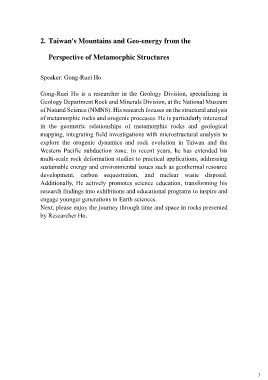 2. Taiwan's Mountains and Geo-energy from the
Perspective of Metamorphic Structures
Speaker: Gong-Ruei Ho
Gong-Ruei Ho is a researcher in the Geology Division, specializing in
Geology Department Rock and Minerals Division, at the National Museum
of Natural Science (NMNS). His research focuses on the structural analysis
of metamorphic rocks and orogenic processes. He is particularly interested
in the geometric relationships of metamorphic rocks and geological
mapping, integrating field investigations with microstructural analysis to
explore the orogenic dynamics and rock evolution in Taiwan and the
Western Pacific subduction zone. In recent years, he has extended his
multi-scale rock deformation studies to practical applications, addressing
sustainable energy and environmental issues such as geothermal resource
development, carbon sequestration, and nuclear waste disposal.
Additionally, He actively promotes science education, transforming his
research findings into exhibitions and educational programs to inspire and
engage younger generations in Earth sciences.
Next, please enjoy the journey through time and space in rocks presented
by Researcher Ho.